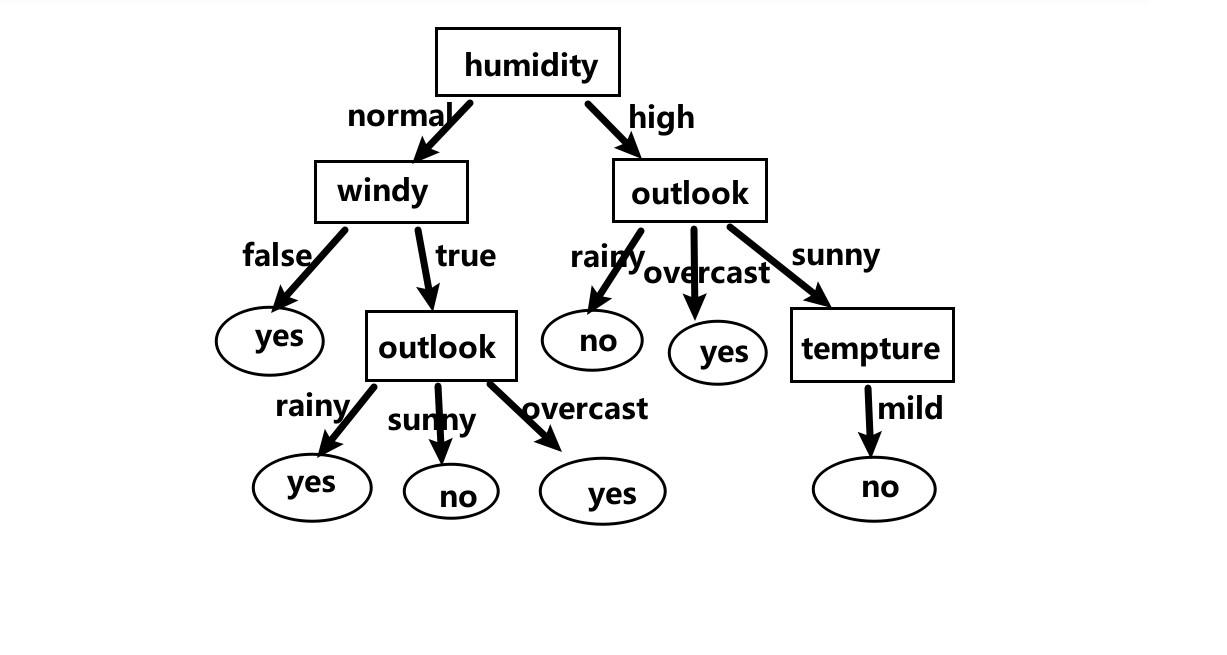 humidity
normal
high
windy
outlook
false
true
rainy
overcast
sunny
yes
outlook
no
yes
tempture
rainy
sunny
overcast
mild
yes
no
yes
no